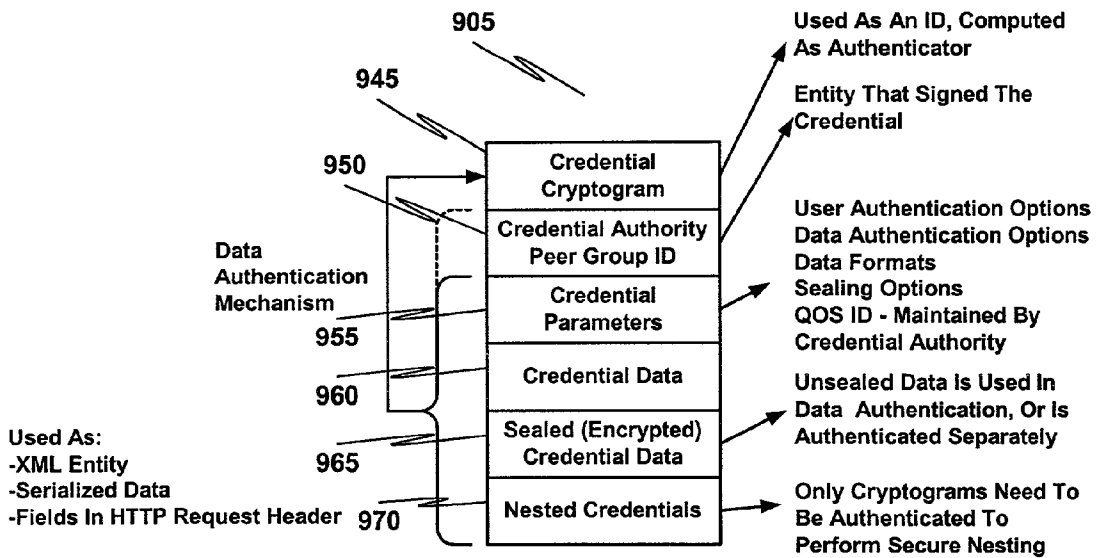 905
Used As An ID, Computed
As Authenticator
945
Entity That Signed The
Credential
950
Credential
Cryptogram
Credential Authority
Peer Group ID
User Authentication Options
Data Authentication Options
Data Formats
Sealing Options
QOS ID - Maintained By
Credential Authority
Data
Authentication
Mechanism
955
Credential
Parameters
960
Credential Data
Unsealed Data Is Used In
Data Authentication, Or Is
Authenticated Separately
Used As:
-XML Entity
-Serialized Data
-Fields In HTTP Request Header
965
Sealed (Encrypted)
Credential Data
970
Nested Credentials
Only Cryptograms Need To
Be Authenticated To
Perform Secure Nesting